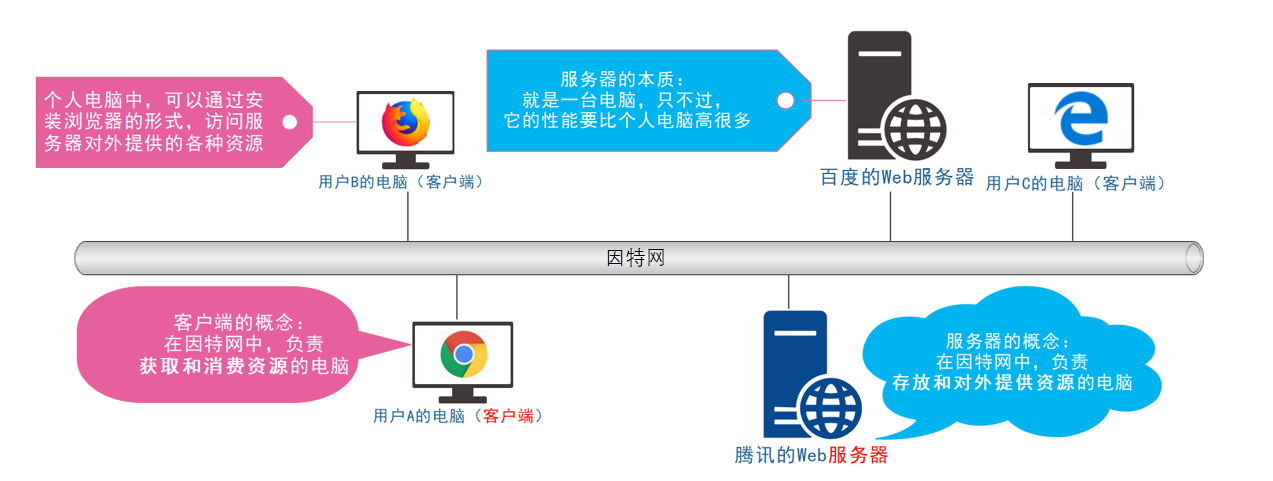 个人电脑中，可以通过安
装浏览器的形式，访问服
务器对外提供的各种资源
用户B的电脑（客户端）
服务器的本质：
就是一台电脑，只不过，
它的性能要比个人电脑高很多
百度的Web服务器
用户C的电脑（客户端）
因特网
客户端的概念：
在因特网中，负责
获取和消费资源的电脑
用户A的电脑（客户端）
服务器的概念：
在因特网中，负责
存放和对外提供资源的电脑
腾讯的Web服务器